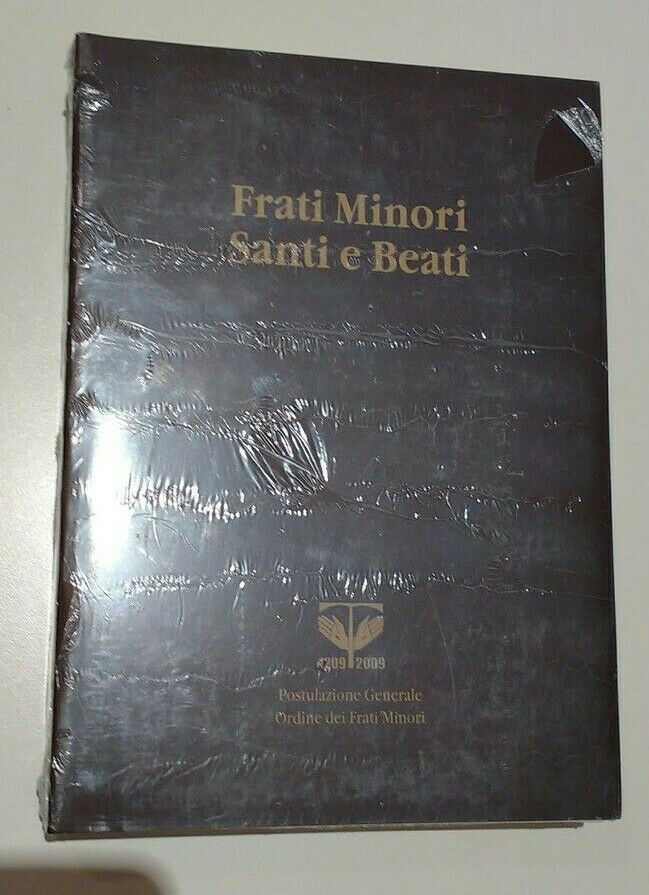 Frati Minori
Santi e Beati
1209 2009
Postulazione Generale
Ordine dei Frati Minori